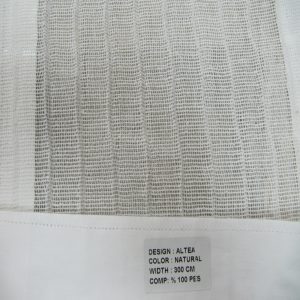 DESIGN : ALTEA
COLOR : NATURAL
WIDTH : 300 CM
COMP: % 100 PES